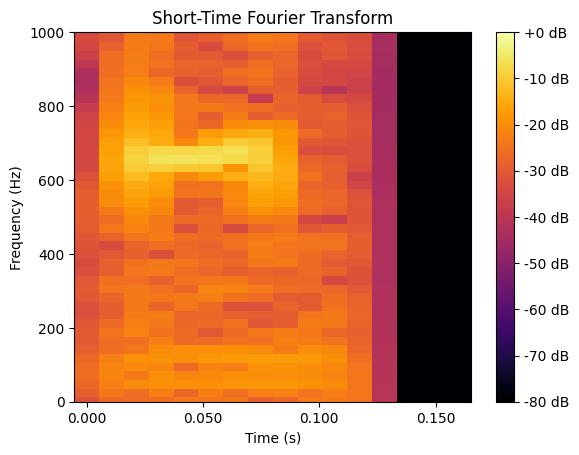 Short-Time Fourier Transform
Frequency (Hz)
1000
800
600
400
200
0
0.000
0.050
0.100
0.150
Time (s)
+0 dB
-10 dB
-20 dB
-30 dB
-40 dB
-50 dB
-60 dB
-70 dB
-80 dB